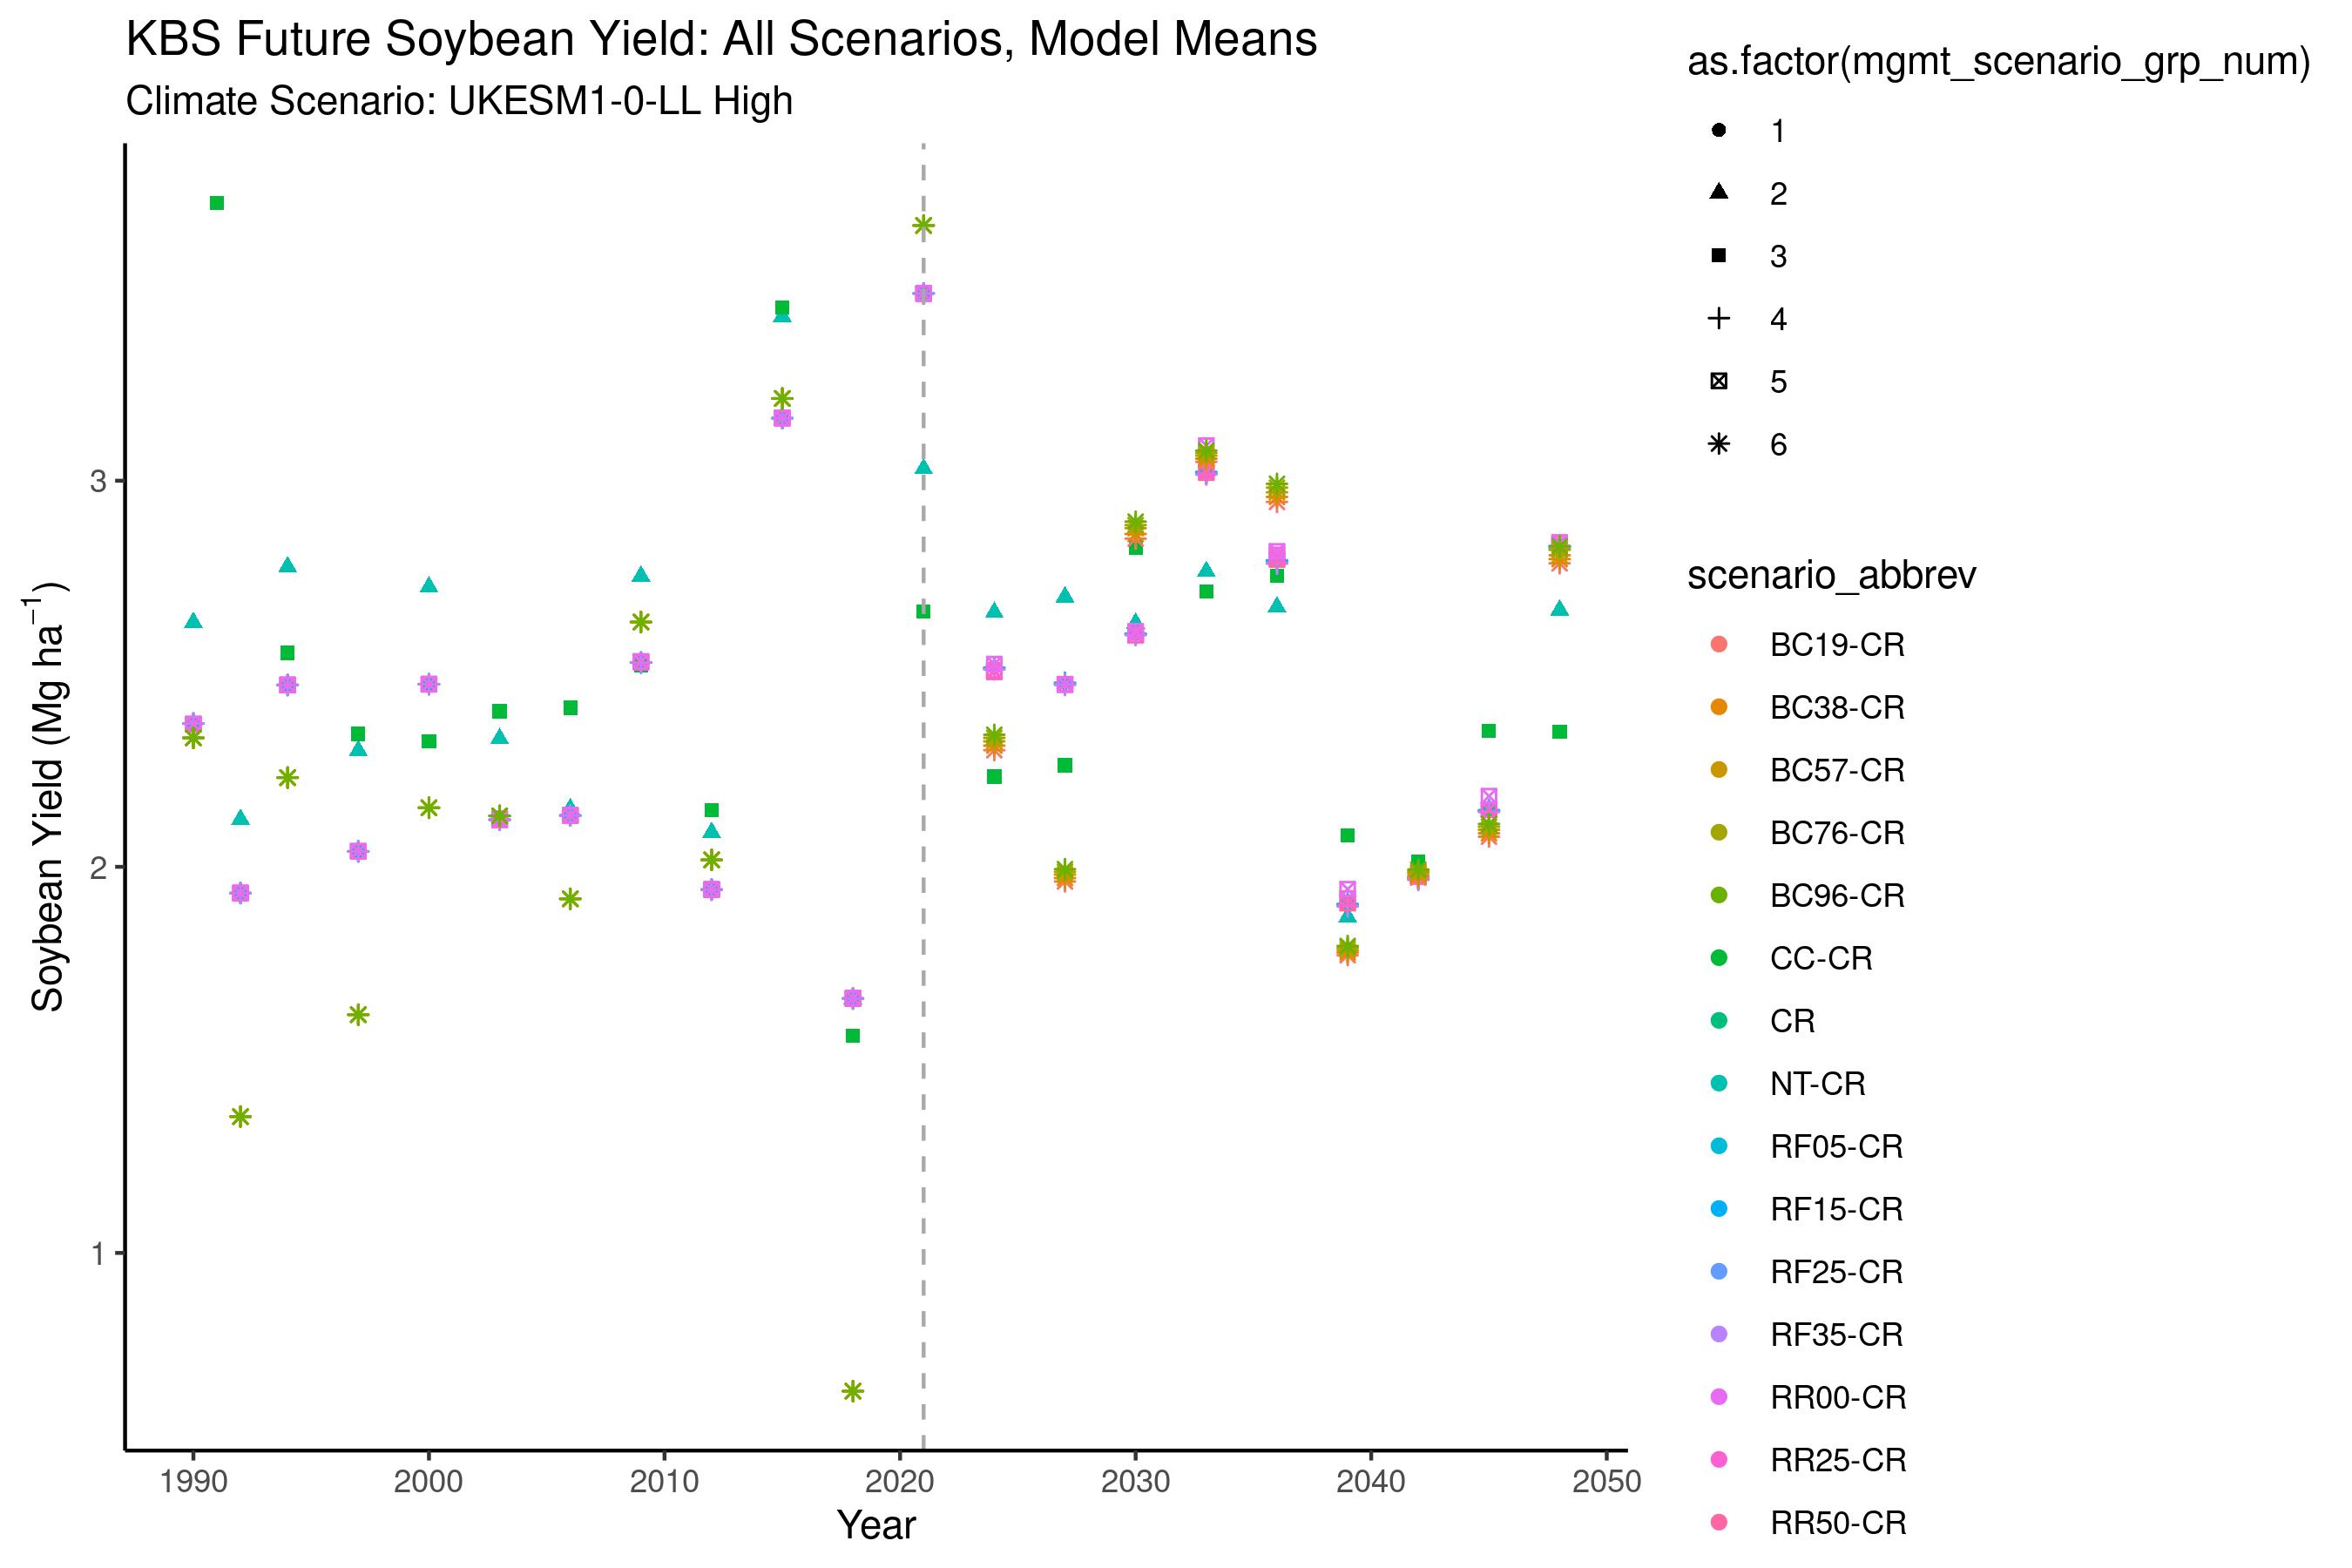 KBS Future Soybean Yield: All Scenarios, Model Means
Climate Scenario: UKESM1-0-LL High
Soybean Yield (Mg ha⁻¹)
3
2
1
1990
2000
2010
2020
2030
2040
2050
Year
as.factor(mgmt_scenario_grp_num)
1
2
3
4
5
6
scenario_abbrev
BC19-CR
BC38-CR
BC57-CR
BC76-CR
BC96-CR
CC-CR
CR
NT-CR
RF05-CR
RF15-CR
RF25-CR
RF35-CR
RR00-CR
RR25-CR
RR50-CR